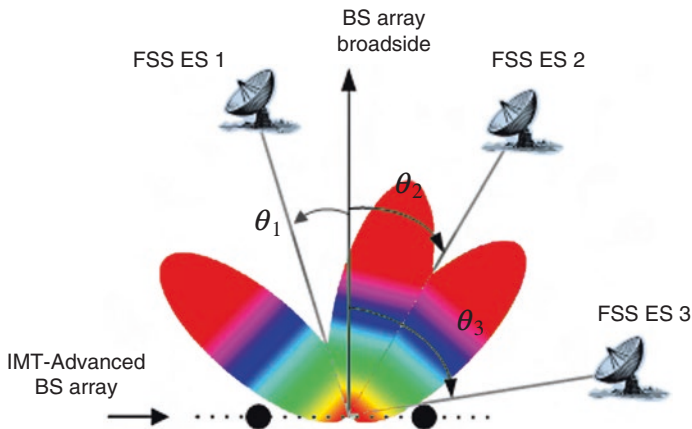 BS array
broadside
FSS ES 1
FSS ES 2
θ2
θ1
θ3
FSS ES 3
IMT-Advanced
BS array